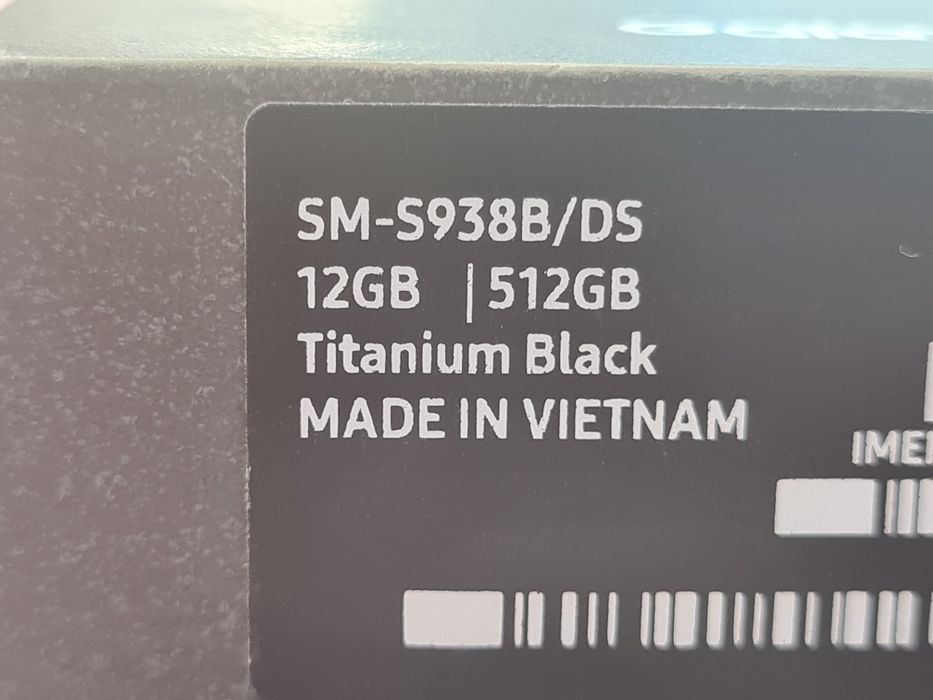 SM-S938B/DS
12GB | 512GB
Titanium Black
MADE IN VIETNAM